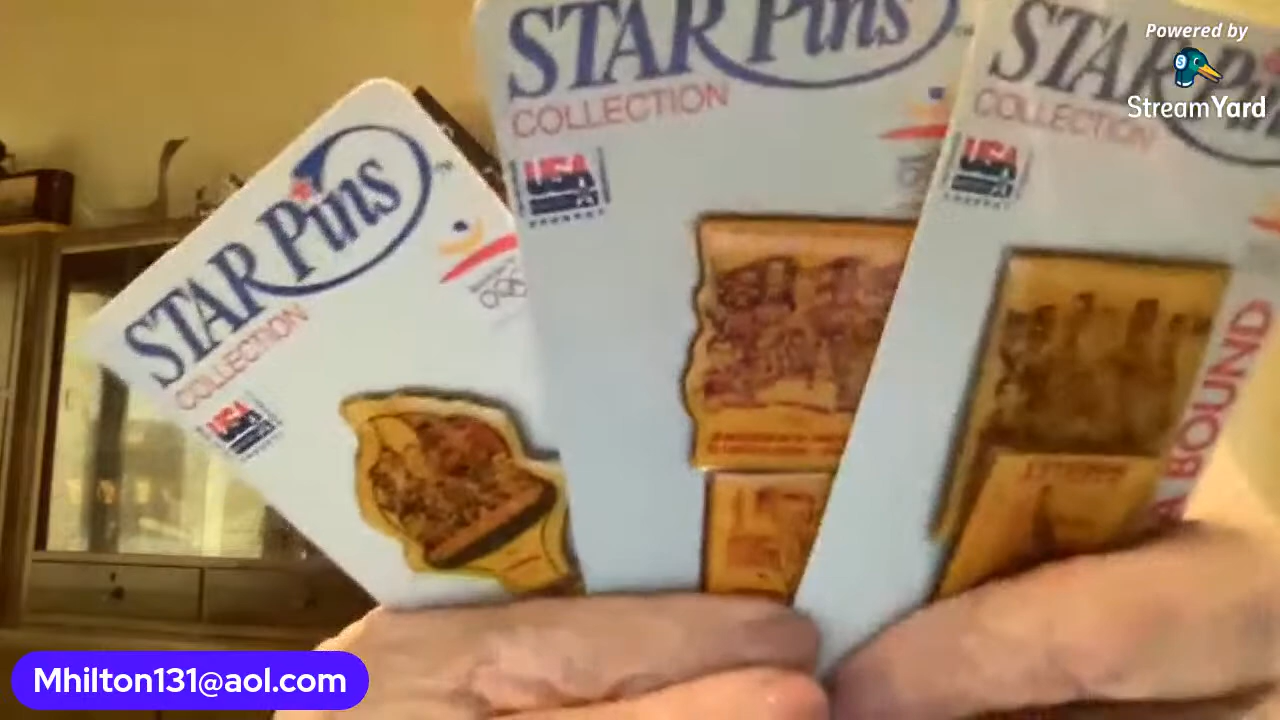 Powered by
StreamYard
STAR Pins
COLLECTION
USA
STAR Pins
COLLECTION
USA
STAR Pins
COLLECTION
USA
BOUND
Mhilton131@aol.com